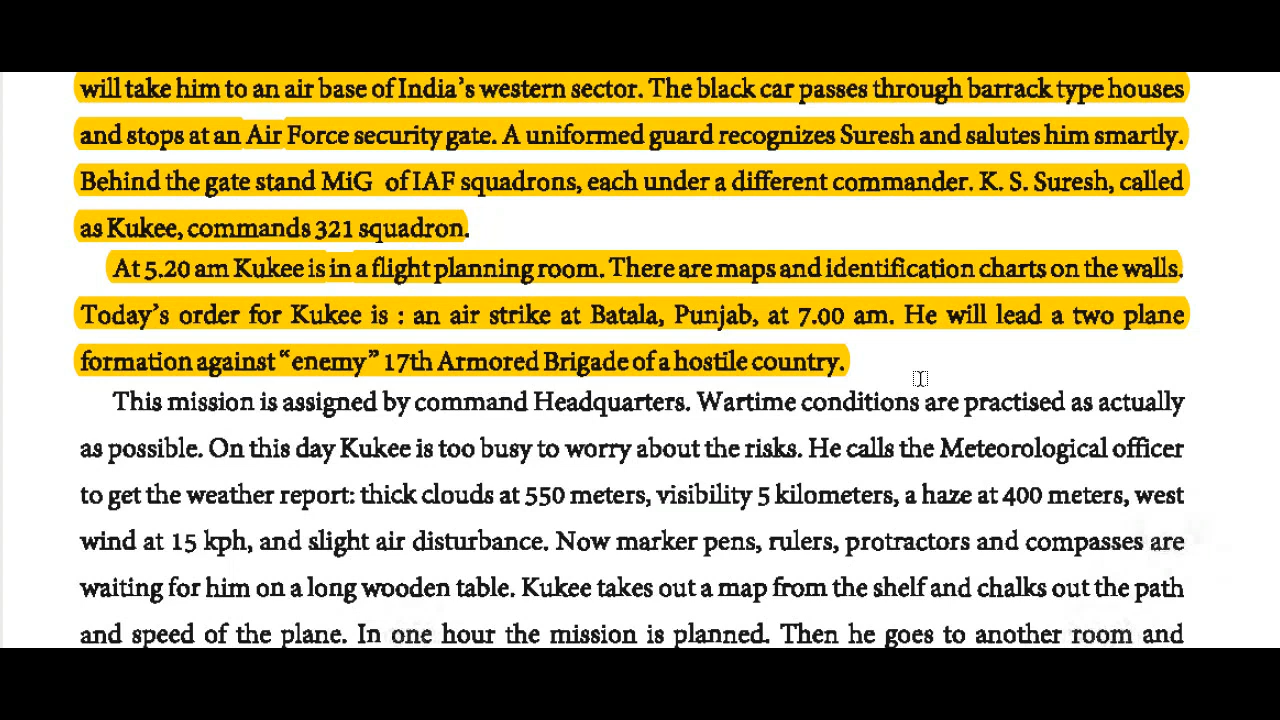 will take him to an air base of India's western sector. The black car passes through barrack type houses
and stops at an Air Force security gate. A uniformed guard recognizes Suresh and salutes him smartly.
Behind the gate stand MiG of IAF squadrons, each under a different commander. K. S. Suresh, called
as Kukee, commands 321 squadron.
At 5.20 am Kukee is in a flight planning room. There are maps and identification charts on the walls.
Today's order for Kukee is : an air strike at Batala, Punjab, at 7.00 am. He will lead a two plane
formation against “enemy” 17th Armored Brigade of a hostile country.
This mission is assigned by command Headquarters. Wartime conditions are practised as actually
as possible. On this day Kukee is too busy to worry about the risks. He calls the Meteorological officer
to get the weather report: thick clouds at 550 meters, visibility 5 kilometers, a haze at 400 meters, west
wind at 15 kph, and slight air disturbance. Now marker pens, rulers, protractors and compasses are
waiting for him on a long wooden table. Kukee takes out a map from the shelf and chalks out the path
and speed of the plane. In one hour the mission is planned. Then he goes to another room and